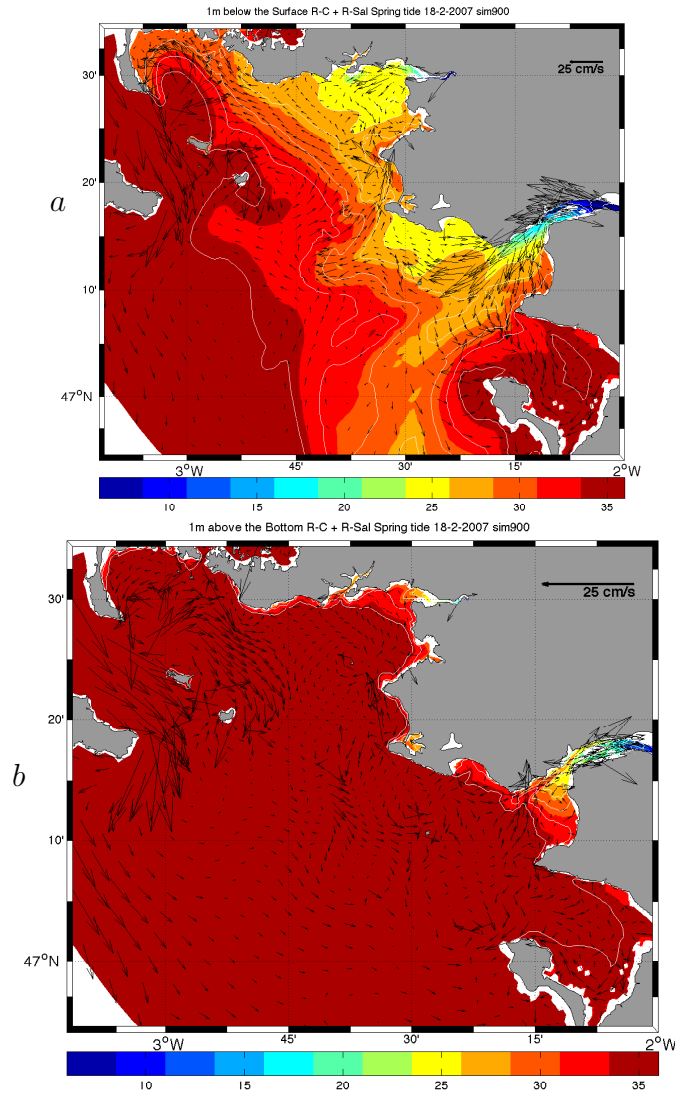 1m below the Surface R-C + R-Sal Spring tide 18-2-2007 sim900
30'
25 cm/s
a
20'
10'
47°N
3°W 45' 30' 15' 2°W
10 15 20 25 30 35
1m above the Bottom R-C + R-Sal Spring tide 18-2-2007 sim900
30'
25 cm/s
20'
b
10'
47°N
3°W 45' 30' 15' 2°W
10 15 20 25 30 35